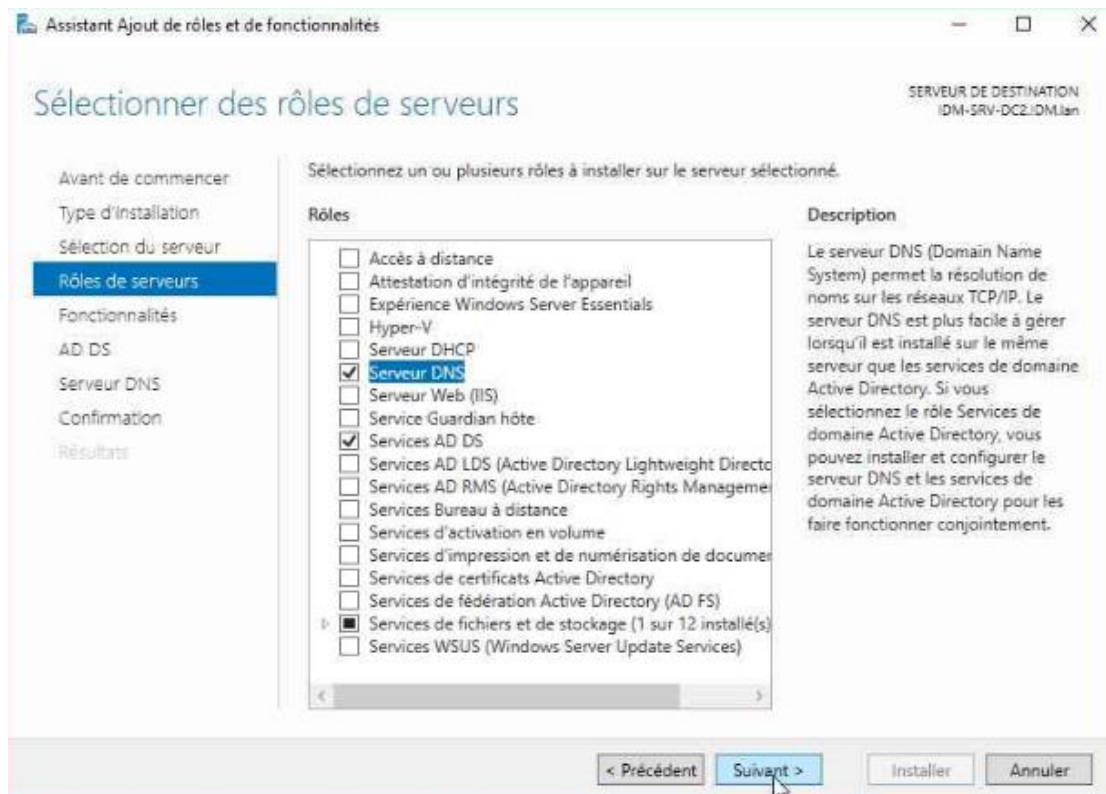 Assistant Ajout de rôles et de fonctionnalités
Sélectionner des rôles de serveurs
SERVEUR DE DESTINATION
IDM-SRV-DC2.IDM.lan
Avant de commencer
Type d'installation
Sélection du serveur
Rôles de serveurs
Fonctionnalités
AD DS
Serveur DNS
Confirmation
Résultats
Sélectionnez un ou plusieurs rôles à installer sur le serveur sélectionné.
Rôles
Accès à distance
Attestation d'intégrité de l'appareil
Expérience Windows Server Essentials
Hyper-V
Serveur DHCP
Serveur DNS
Serveur Web (IIS)
Service Guardian hôte
Services AD DS
Services AD LDS (Active Directory Lightweight Directo
Services AD RMS (Active Directory Rights Managemer
Services Bureau à distance
Services d'activation en volume
Services d'impression et de numérisation de documer
Services de certificats Active Directory
Services de fédération Active Directory (AD FS)
Services de fichiers et de stockage (1 sur 12 installé(s)
Services WSUS (Windows Server Update Services)
Description
Le serveur DNS (Domain Name
System) permet la résolution de
noms sur les réseaux TCP/IP. Le
serveur DNS est plus facile à gérer
lorsqu'il est installé sur le même
serveur que les services de domaine
Active Directory. Si vous
sélectionnez le rôle Services de
domaine Active Directory, vous
pouvez installer et configurer le
serveur DNS et les services de
domaine Active Directory pour les
faire fonctionner conjointement.
< Précédent
Suivant >
Installer
Annuler